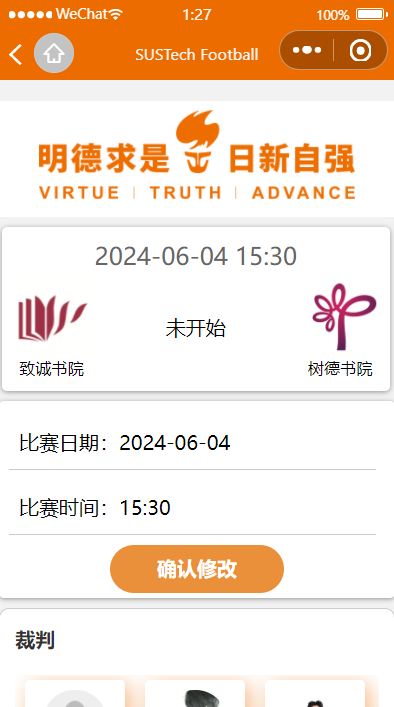 WeChat 1:27 100%
SUSTech Football
明德求是 日新自强
VIRTUE | TRUTH | ADVANCE
2024-06-04 15:30
未开始
致诚书院 树德书院
比赛日期：2024-06-04
比赛时间：15:30
确认修改
裁判